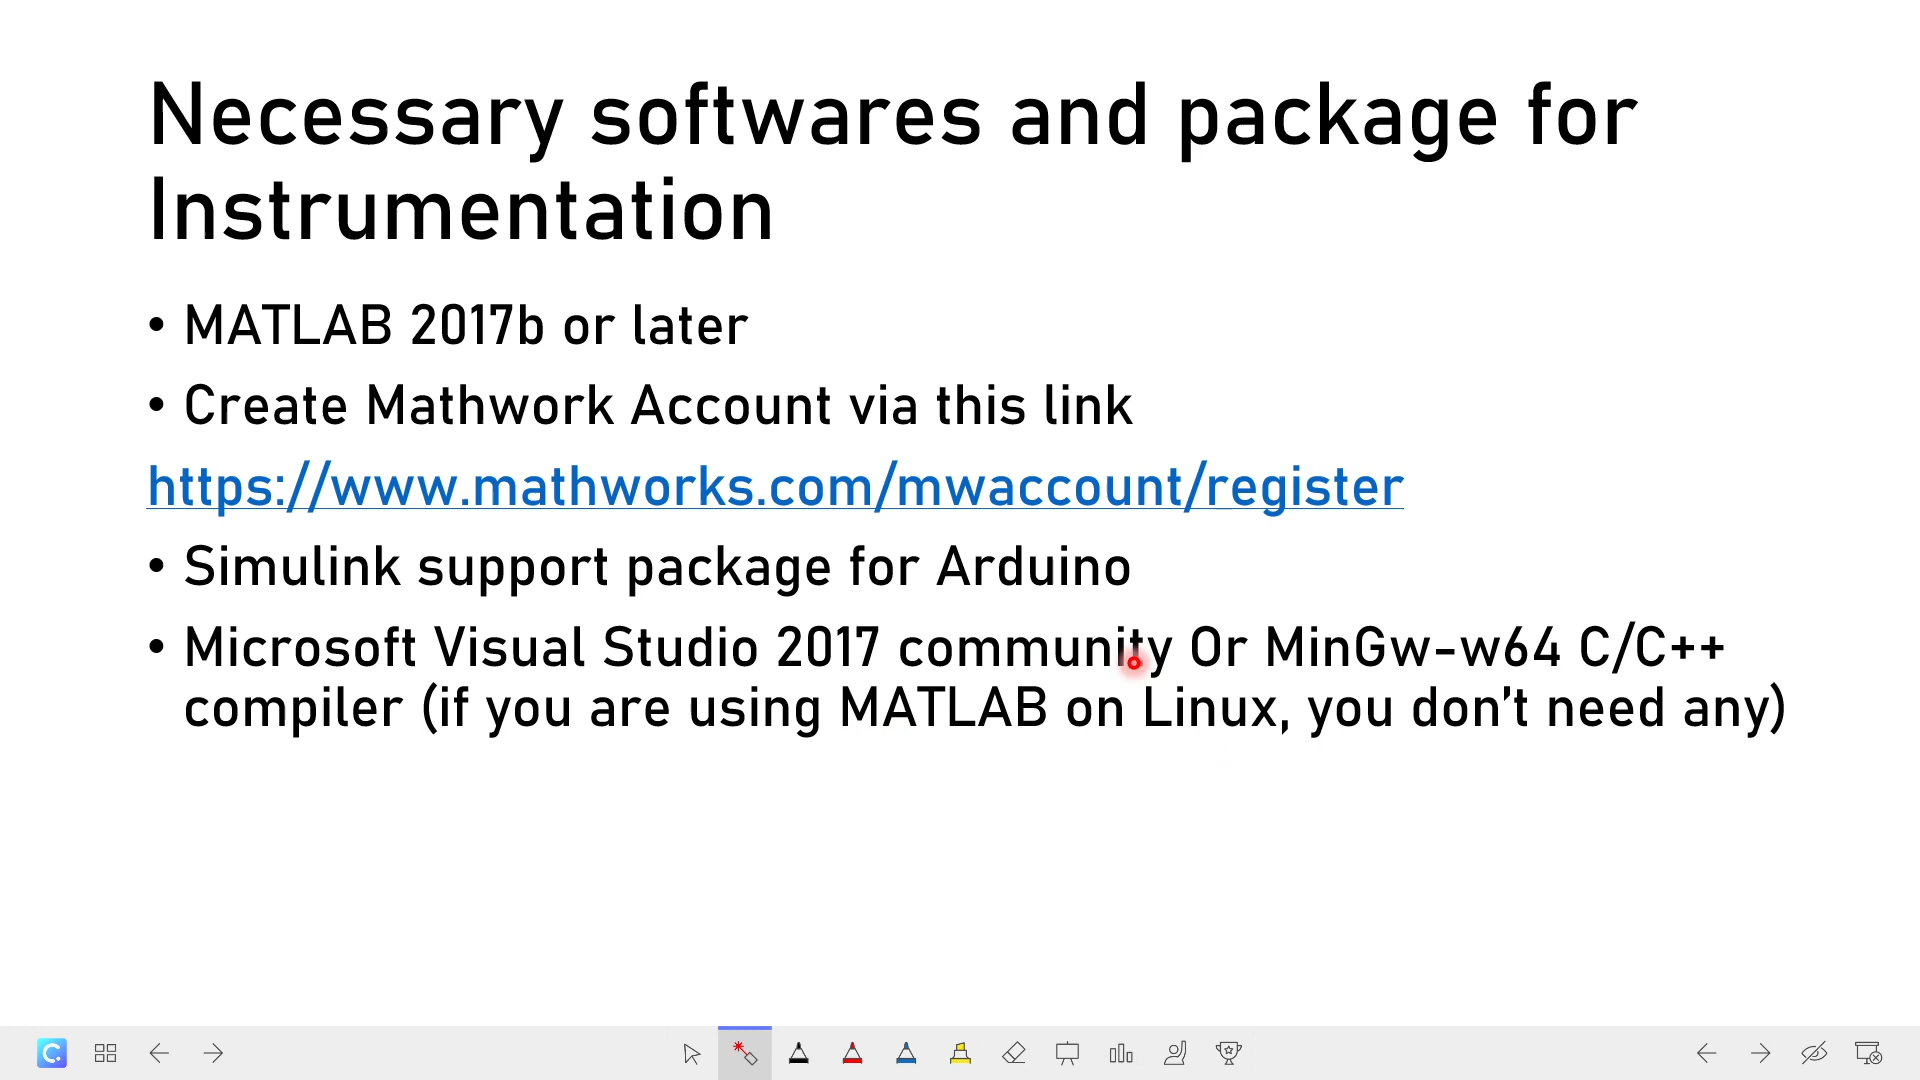 Necessary softwares and package for
Instrumentation
• MATLAB 2017b or later
• Create Mathwork Account via this link
https://www.mathworks.com/mwaccount/register
• Simulink support package for Arduino
• Microsoft Visual Studio 2017 community Or MinGw-w64 C/C++
compiler (if you are using MATLAB on Linux, you don't need any)